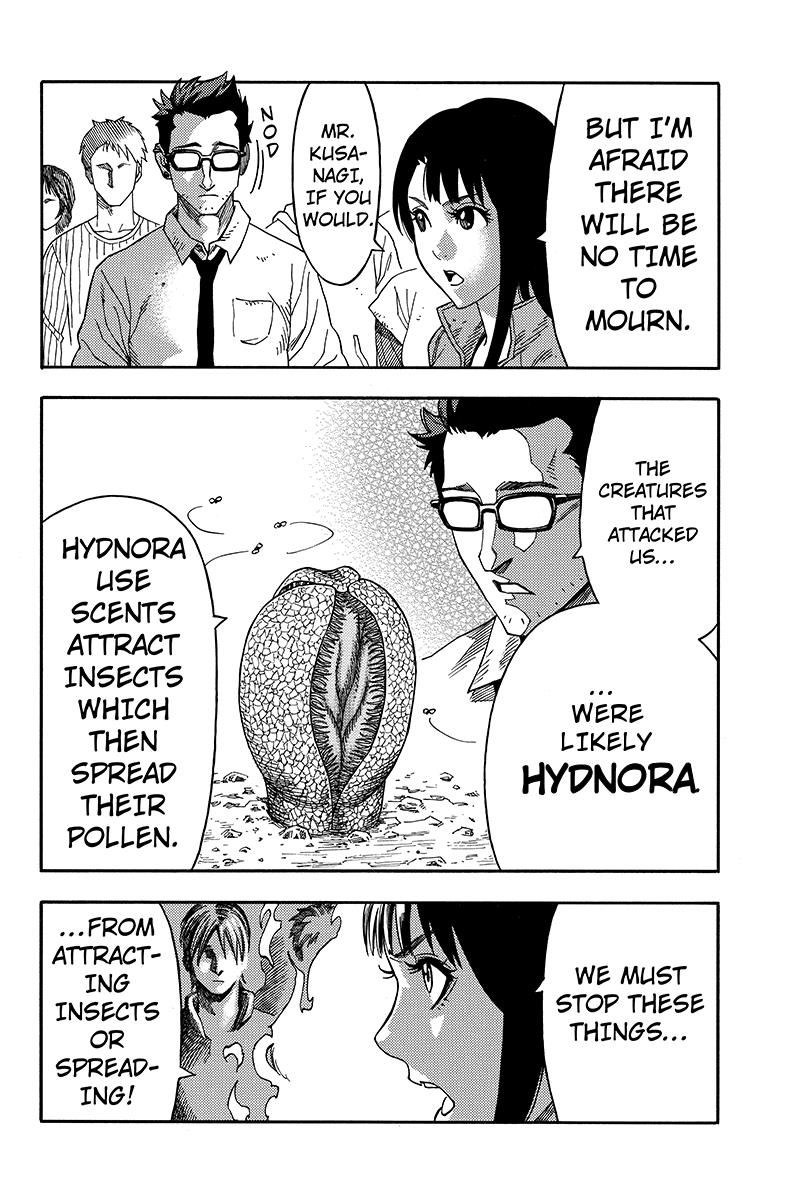 BUT I'M
AFRAID
THERE
WILL BE
NO TIME
TO
MOURN.
MR.
KUSA-
NAGI,
IF YOU
WOULD.
NOD
THE
CREATURES
THAT
ATTACKED
US...
...
WERE
LIKELY
HYDNORA
HYDNORA
USE
SCENTS
ATTRACT
INSECTS
WHICH
THEN
SPREAD
THEIR
POLLEN.
WE MUST
STOP THESE
THINGS...
...FROM
ATTRACT-
ING
INSECTS
OR
SPREAD-
ING!